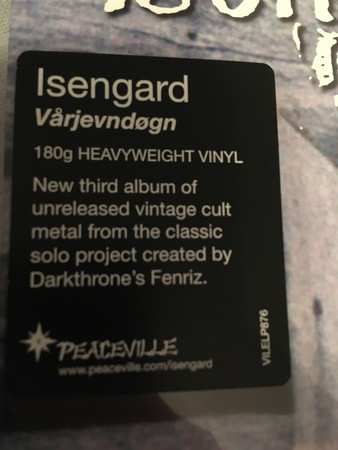 Isengard
Vårjevndøgn
180g HEAVYWEIGHT VINYL
New third album of
unreleased vintage cult
metal from the classic
solo project created by
Darkthrone's Fenriz.
PEACEVILLE
www.peaceville.com/isengard
VILELP876